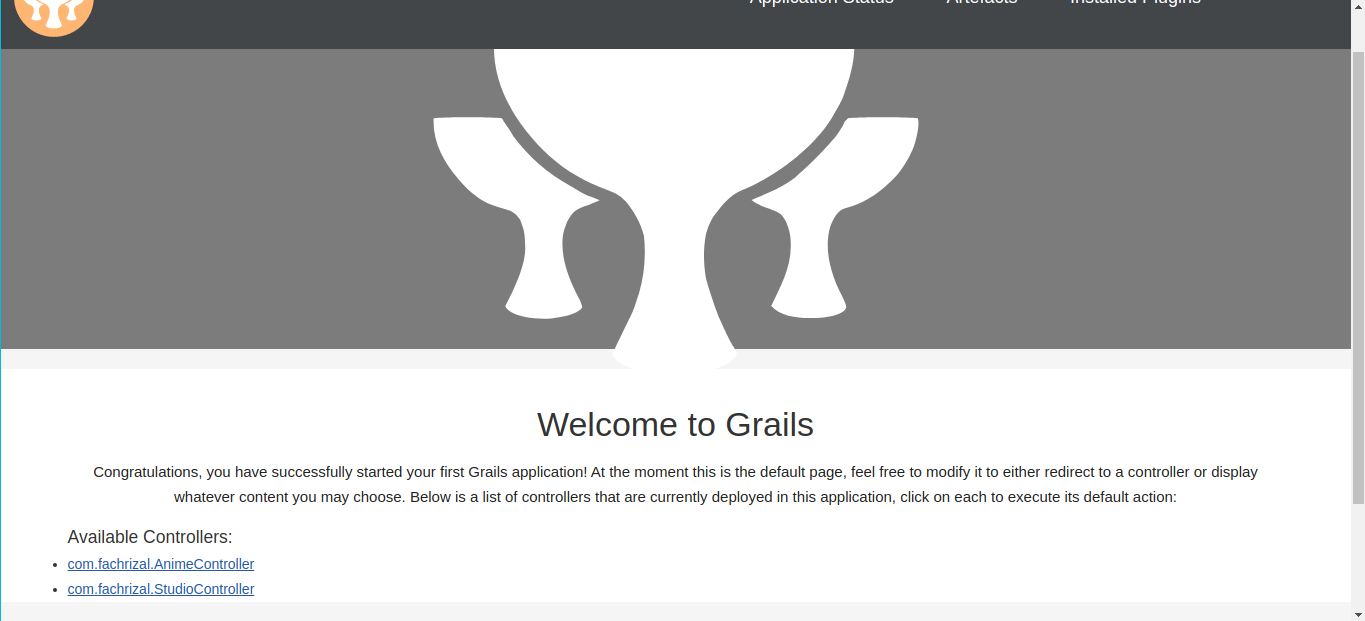 Application Status Artefacts Installed Plugins
Welcome to Grails
Congratulations, you have successfully started your first Grails application! At the moment this is the default page, feel free to modify it to either redirect to a controller or display
whatever content you may choose. Below is a list of controllers that are currently deployed in this application, click on each to execute its default action:
Available Controllers:
com.fachrizal.AnimeController
com.fachrizal.StudioController